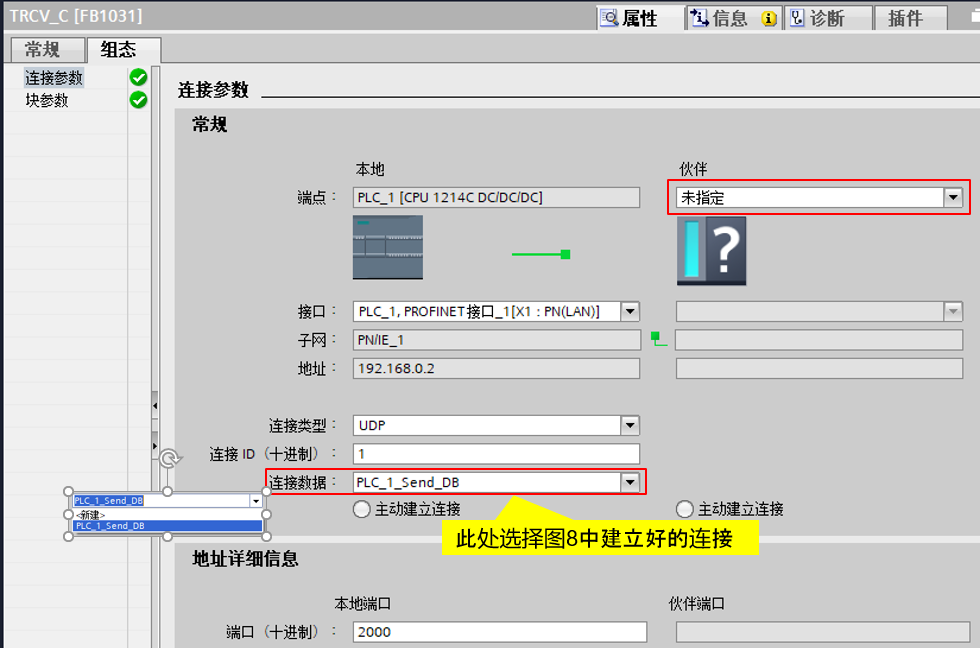 TRCV_C [FB1031]
属性
信息
诊断
插件
常规
组态
连接参数
块参数
连接参数
常规
本地
伙伴
端点：
PLC_1 [CPU 1214C DC/DC/DC]
未指定
?
接口：
PLC_1, PROFINET接口_1[X1 : PN(LAN)]
子网：
PN/IE_1
地址：
192.168.0.2
连接类型：
UDP
连接 ID（十进制）：
1
连接数据：
PLC_1_Send_DB
主动建立连接
主动建立连接
PLC_1_Send_DB
<新建>
PLC_1_Send_DB
此处选择图8中建立好的连接
地址详细信息
本地端口
伙伴端口
端口（十进制）：
2000